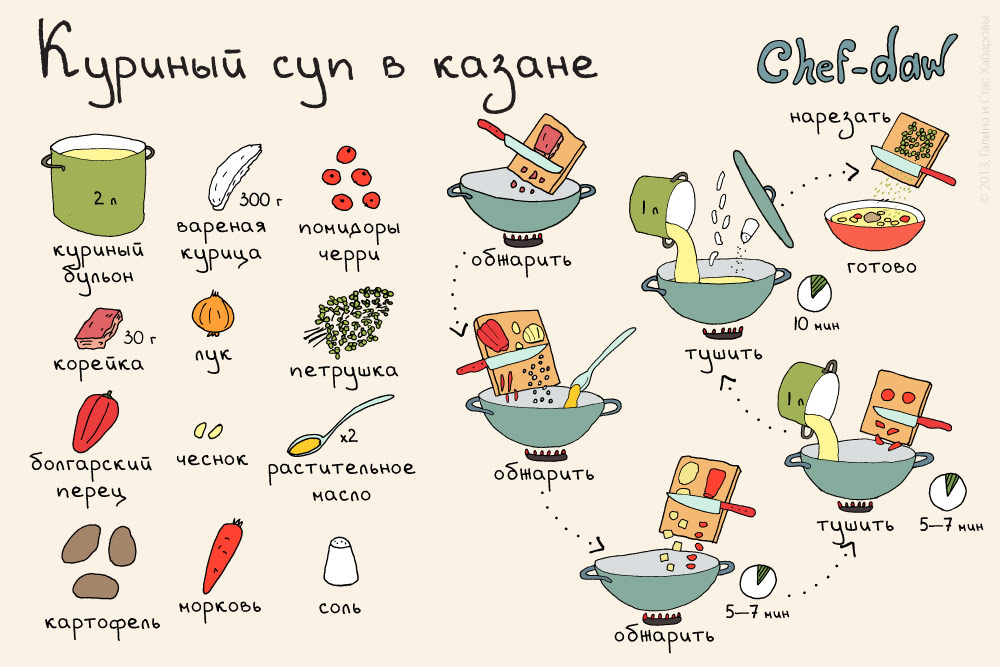 Куриный суп в казане
Chef-daw
© 2013, Галина и Стас Хабаровы
2 л
куриный
бульон
300 г
вареная
курица
помидоры
черри
30 г
корейка
лук
петрушка
болгарский
перец
чеснок
x2
растительное
масло
картофель
морковь
соль
обжарить
обжарить
обжарить
5–7 мин
1 л
тушить
5–7 мин
1 л
тушить
10 мин
нарезать
готово